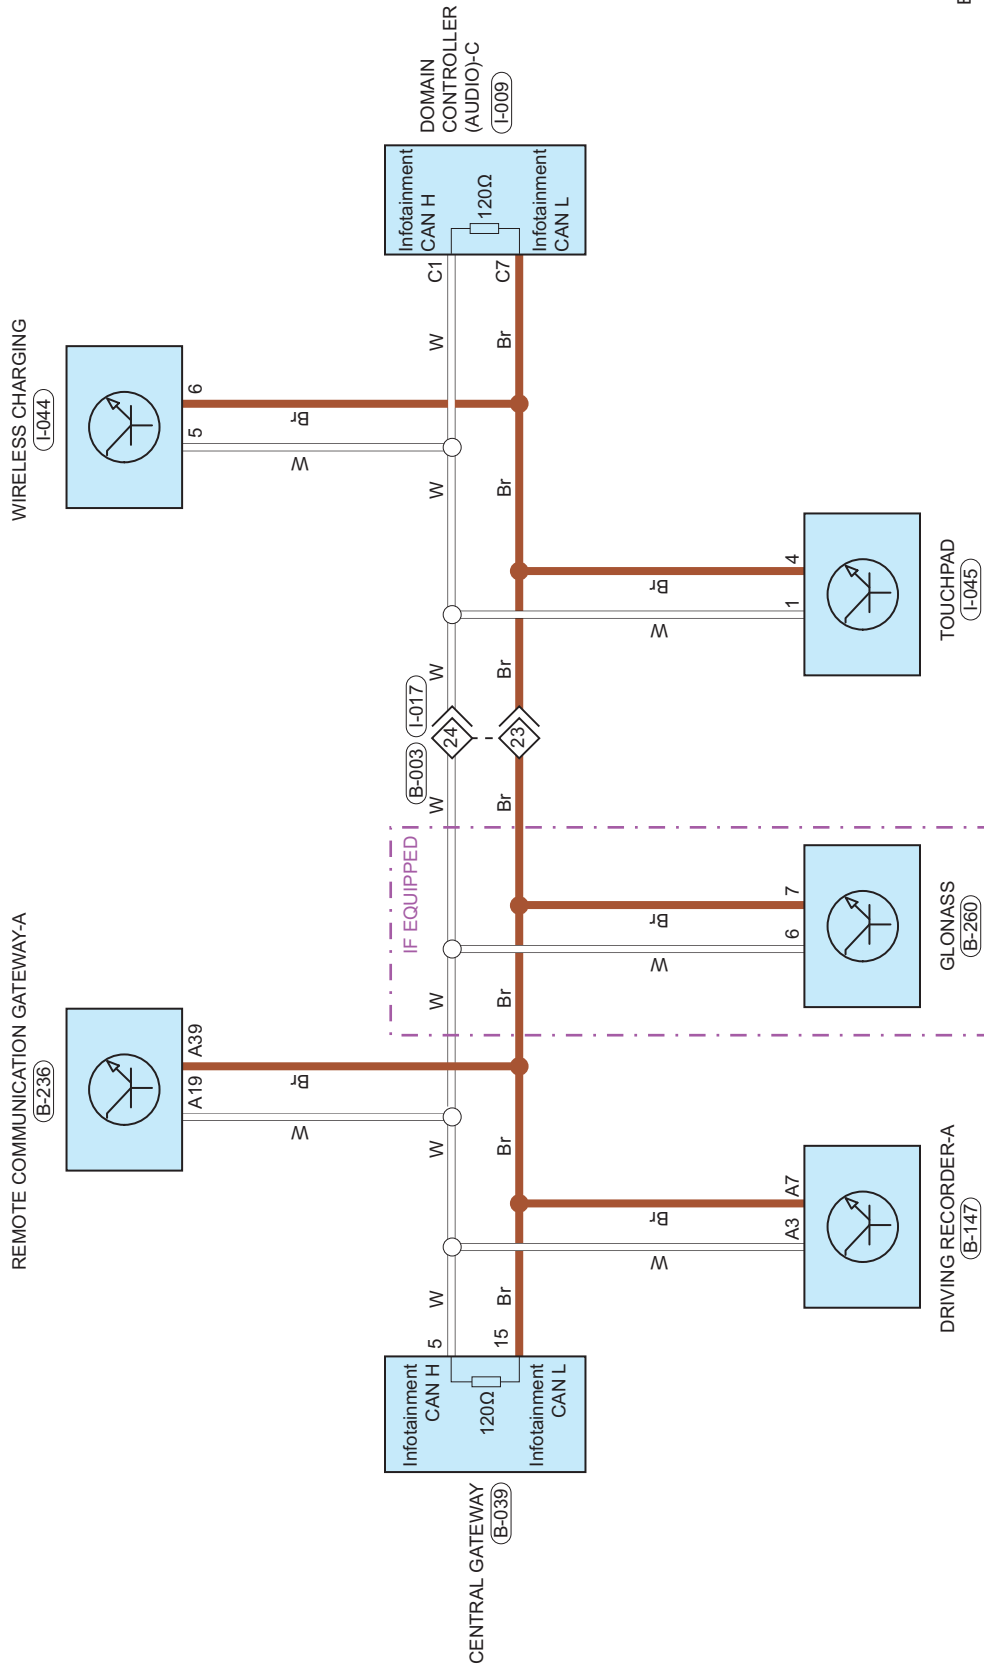 REMOTE COMMUNICATION GATEWAY-A
B-236
A19
A39
W
Br
WIRELESS CHARGING
I-044
5
6
W
Br
CENTRAL GATEWAY
B-039
Infotainment
CAN H
120Ω
Infotainment
CAN L
5
15
W
W
W
W
W
W
W
Br
Br
Br
Br
Br
Br
Br
IF EQUIPPED
B-003
I-017
24
23
C1
C7
Infotainment
CAN H
120Ω
Infotainment
CAN L
DOMAIN
CONTROLLER
(AUDIO)-C
I-009
W
Br
A3
A7
DRIVING RECORDER-A
B-147
W
Br
6
7
GLONASS
B-260
W
Br
1
4
TOUCHPAD
I-045